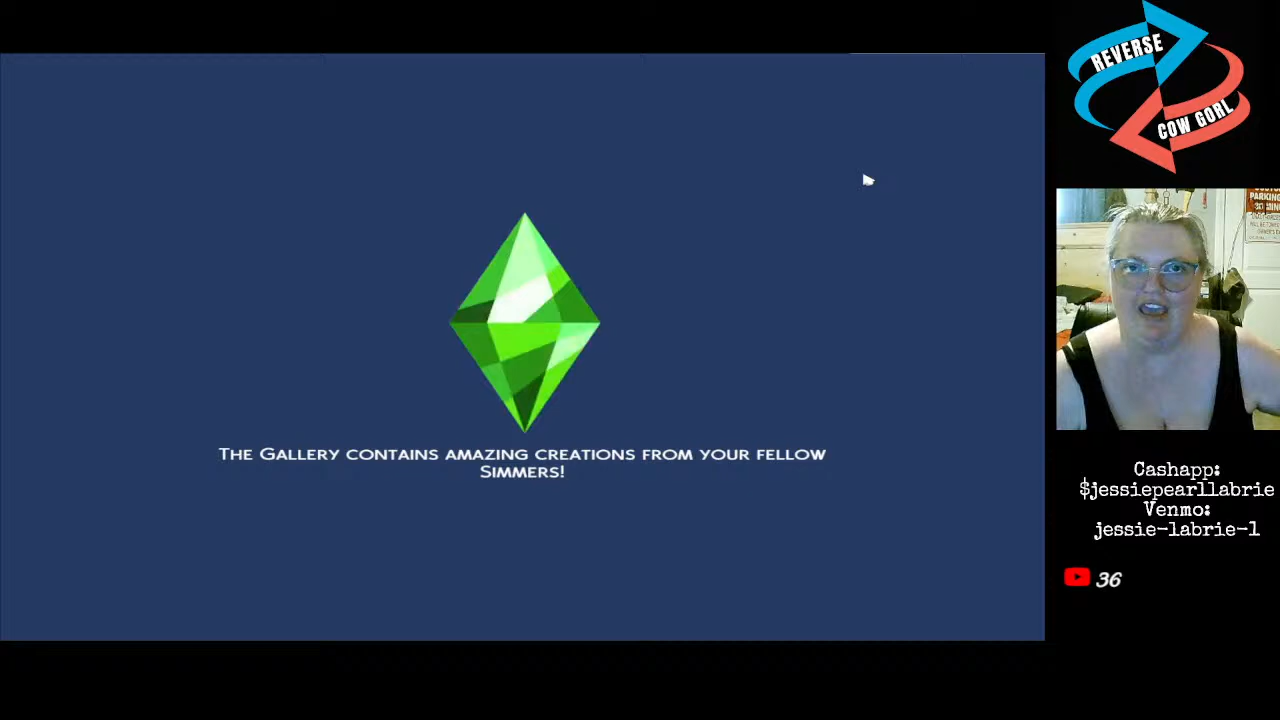 REVERSE
COW GORL
THE GALLERY CONTAINS AMAZING CREATIONS FROM YOUR FELLOW
SIMMERS!
PARKING
Cashapp:
$jessiepearllabrie
Venmo:
jessie-labrie-1
36